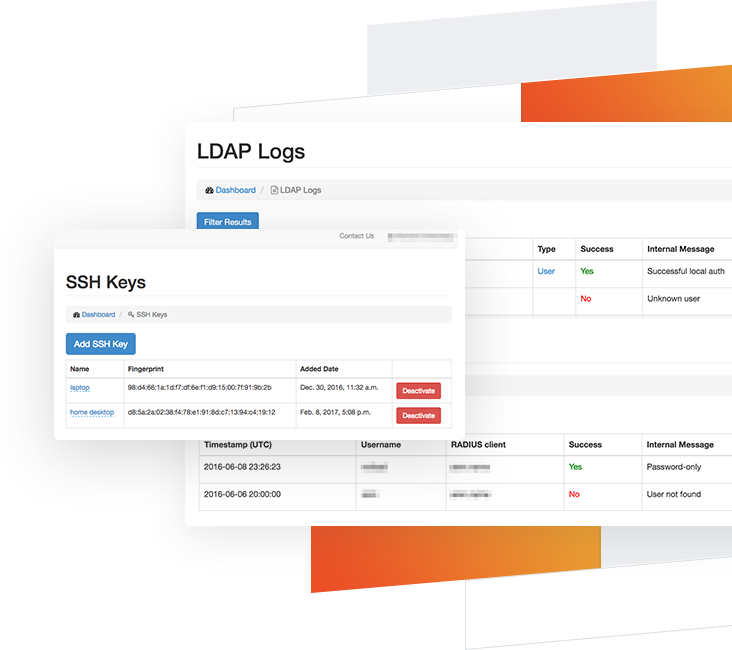 LDAP Logs
Dashboard / LDAP Logs
Filter Results
Type Success Internal Message
User Yes Successful local auth
No Unknown user
Contact Us
SSH Keys
Dashboard / SSH Keys
Add SSH Key
Name Fingerprint Added Date
laptop 98:d4:66:1a:1d:f7:df:6e:f1:d9:15:00:7f:91:9b:2b Dec. 30, 2016, 11:32 a.m. Deactivate
home desktop d8:5a:2a:02:38:f4:78:e1:91:8d:c7:13:94:c4:19:12 Feb. 8, 2017, 5:08 p.m. Deactivate
Timestamp (UTC) Username RADIUS client Success Internal Message
2016-06-08 23:26:23 Yes Password-only
2016-06-06 20:00:00 No User not found